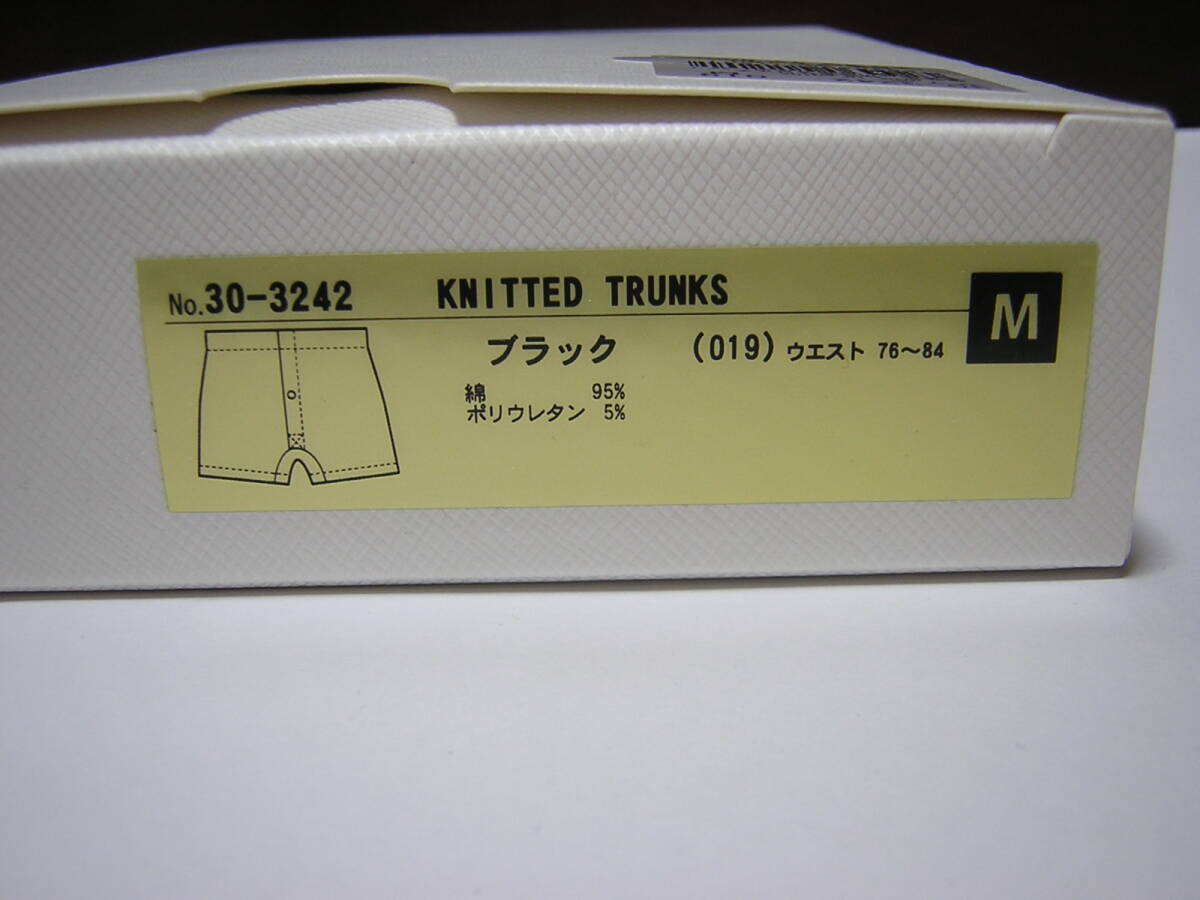 No.30-3242 KNITTED TRUNKS
M
ブラック (019) ウエスト 76～84
綿 95%
ポリウレタン 5%